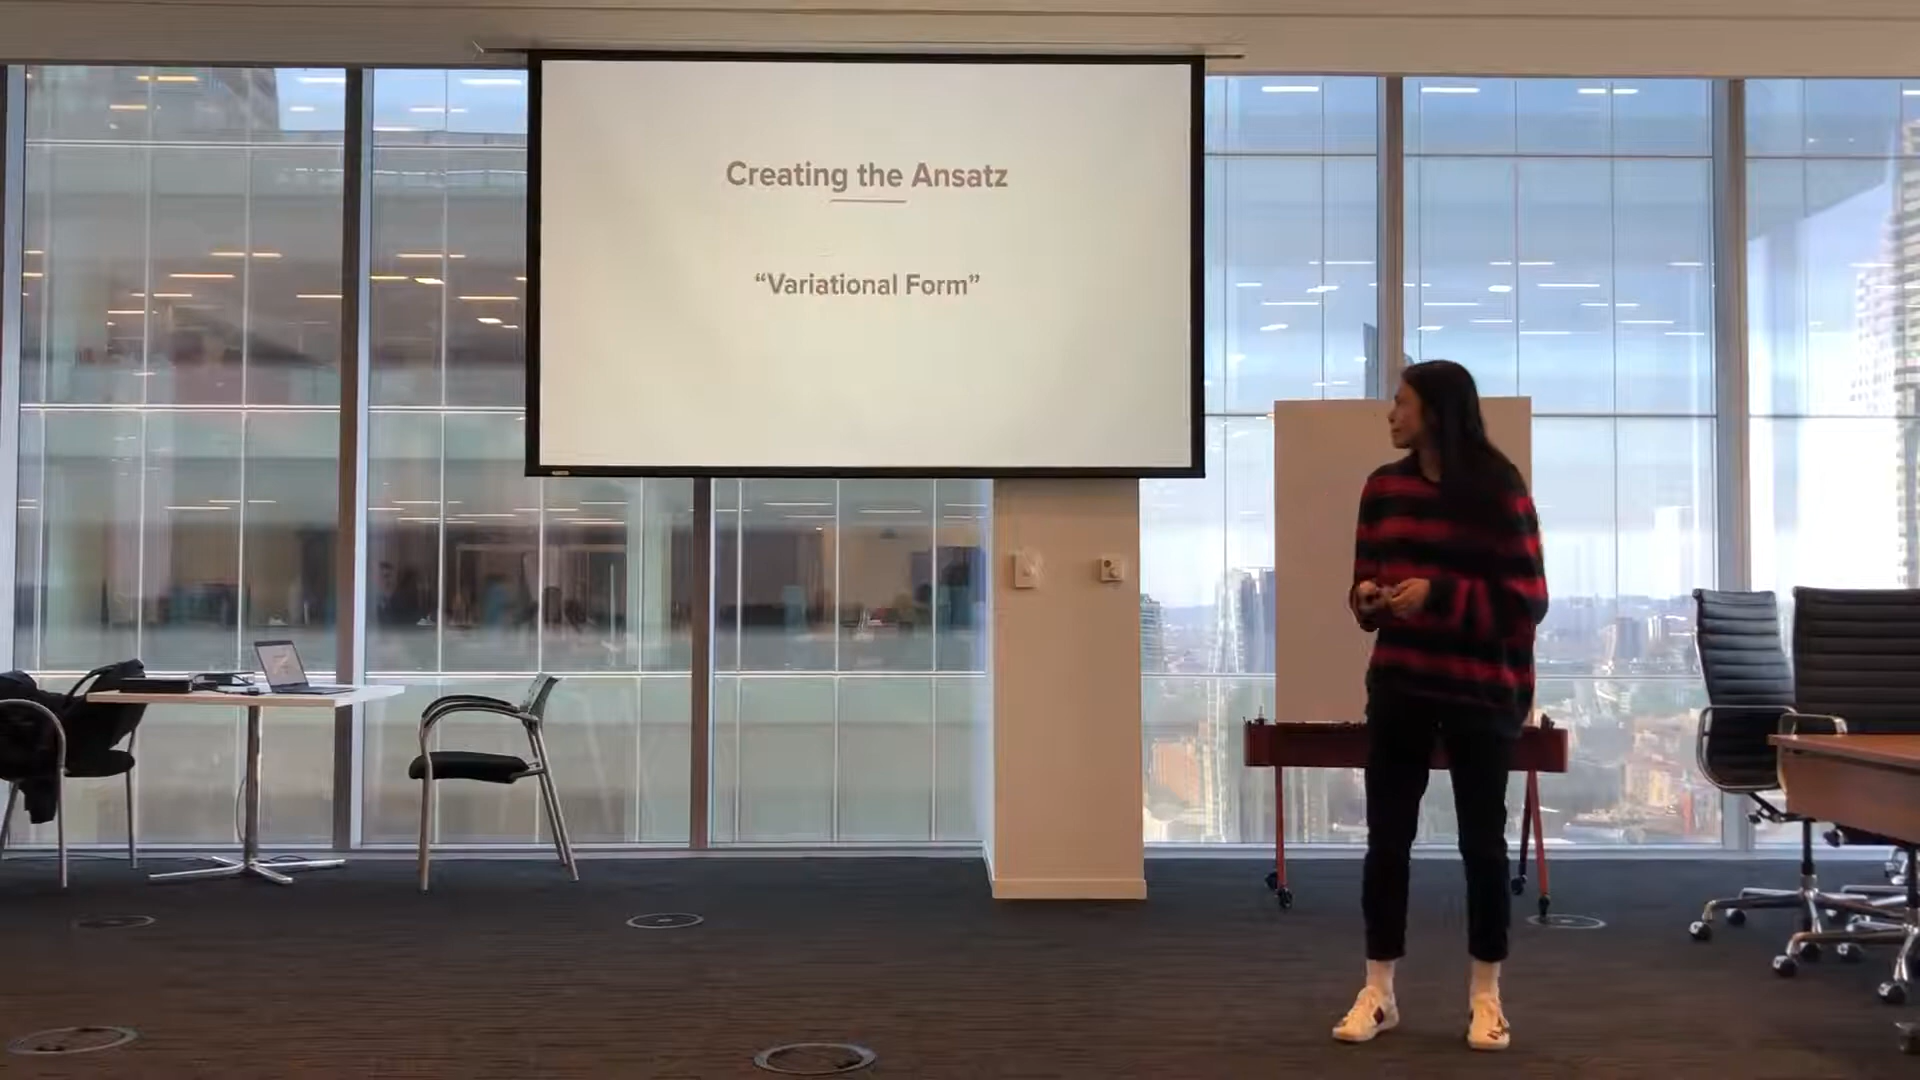 Creating the Ansatz
“Variational Form”